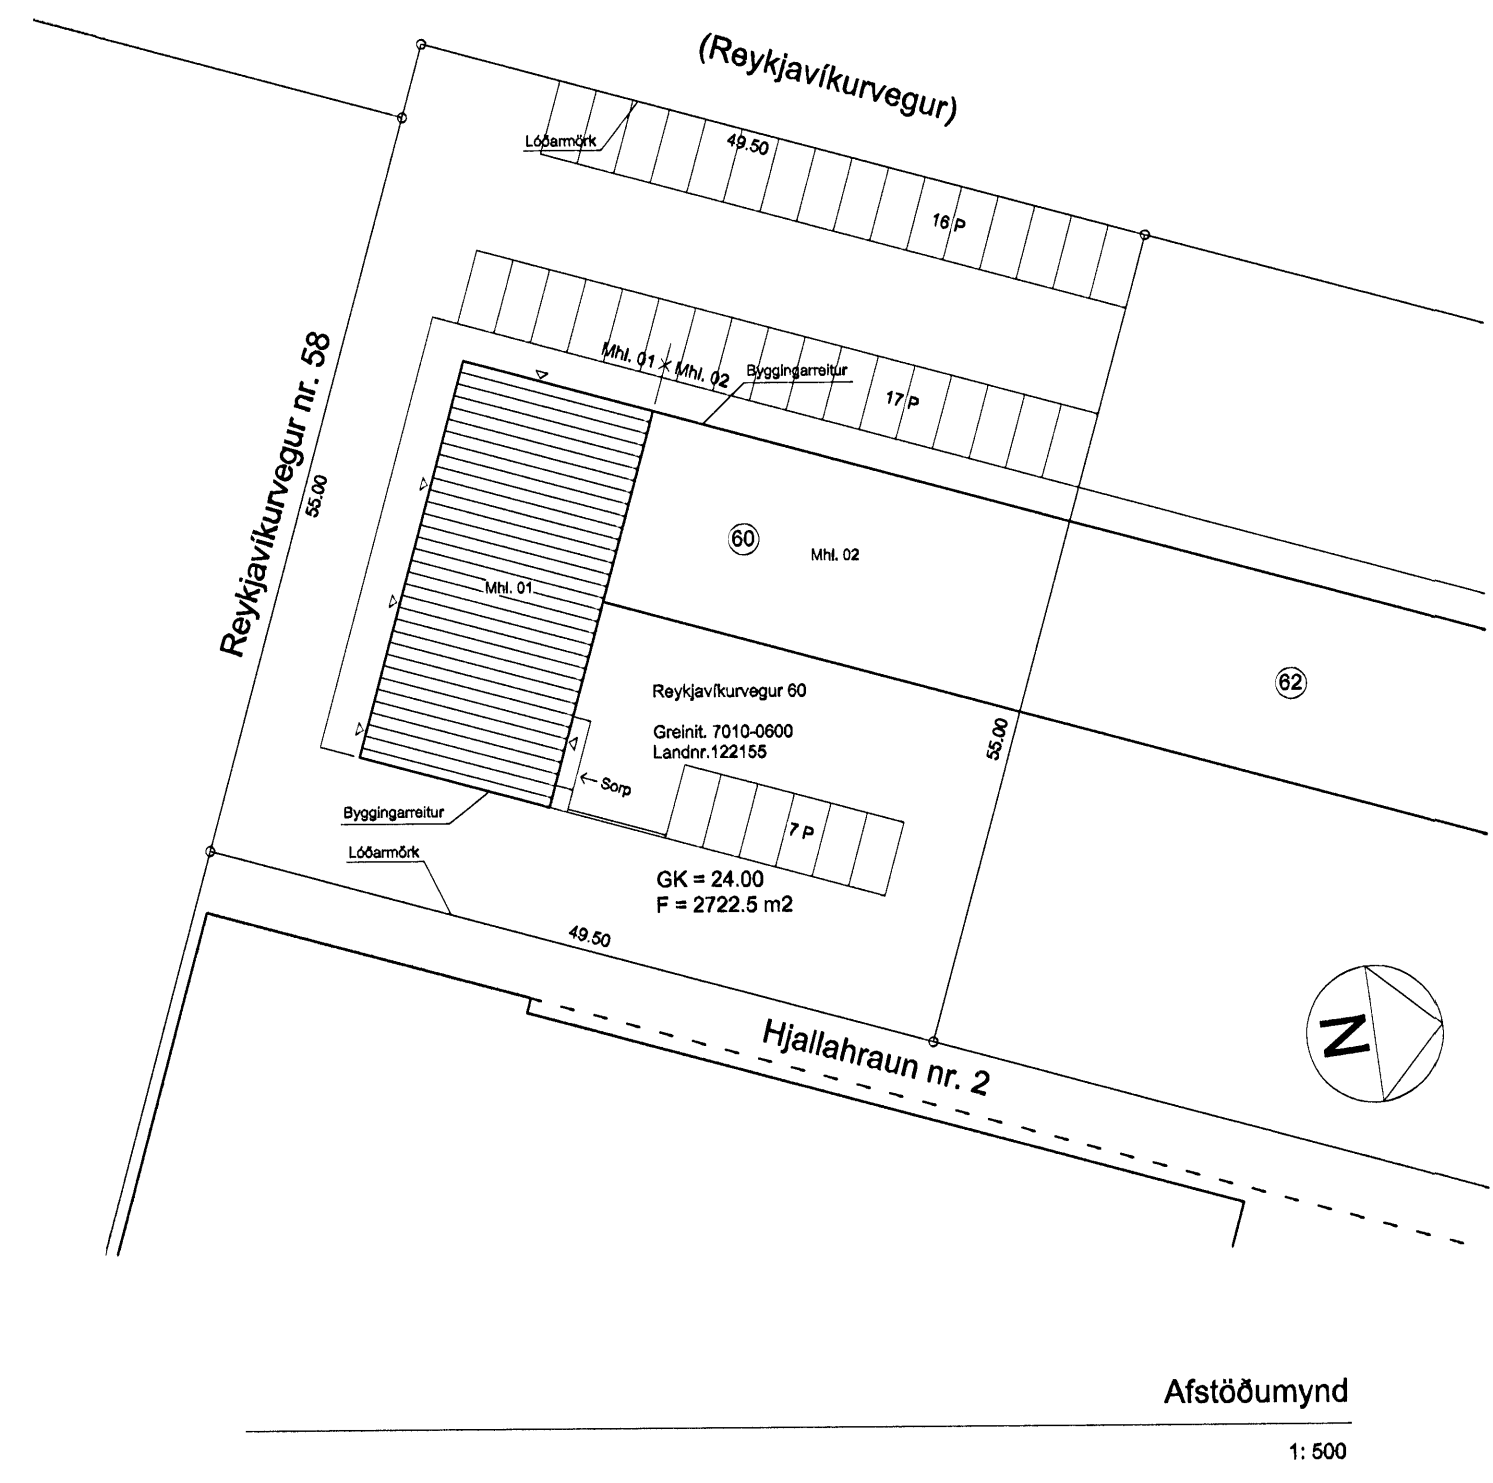 (Reykjavíkurvegur)
Lóðarmörk
49.50
16 P
Reykjavíkurvegur nr. 58
55.00
Mhl. 01
Mhl. 02
Byggingarreitur
17 P
60
Mhl. 02
Mhl. 01
62
Reykjavíkurvegur 60
Greinit. 7010-0600
Landnr.122155
55.00
Sorp
Byggingarreitur
7 P
Lóðarmörk
GK = 24.00
F = 2722.5 m2
49.50
Hjallahraun nr. 2
N
Afstöðumynd
1: 500